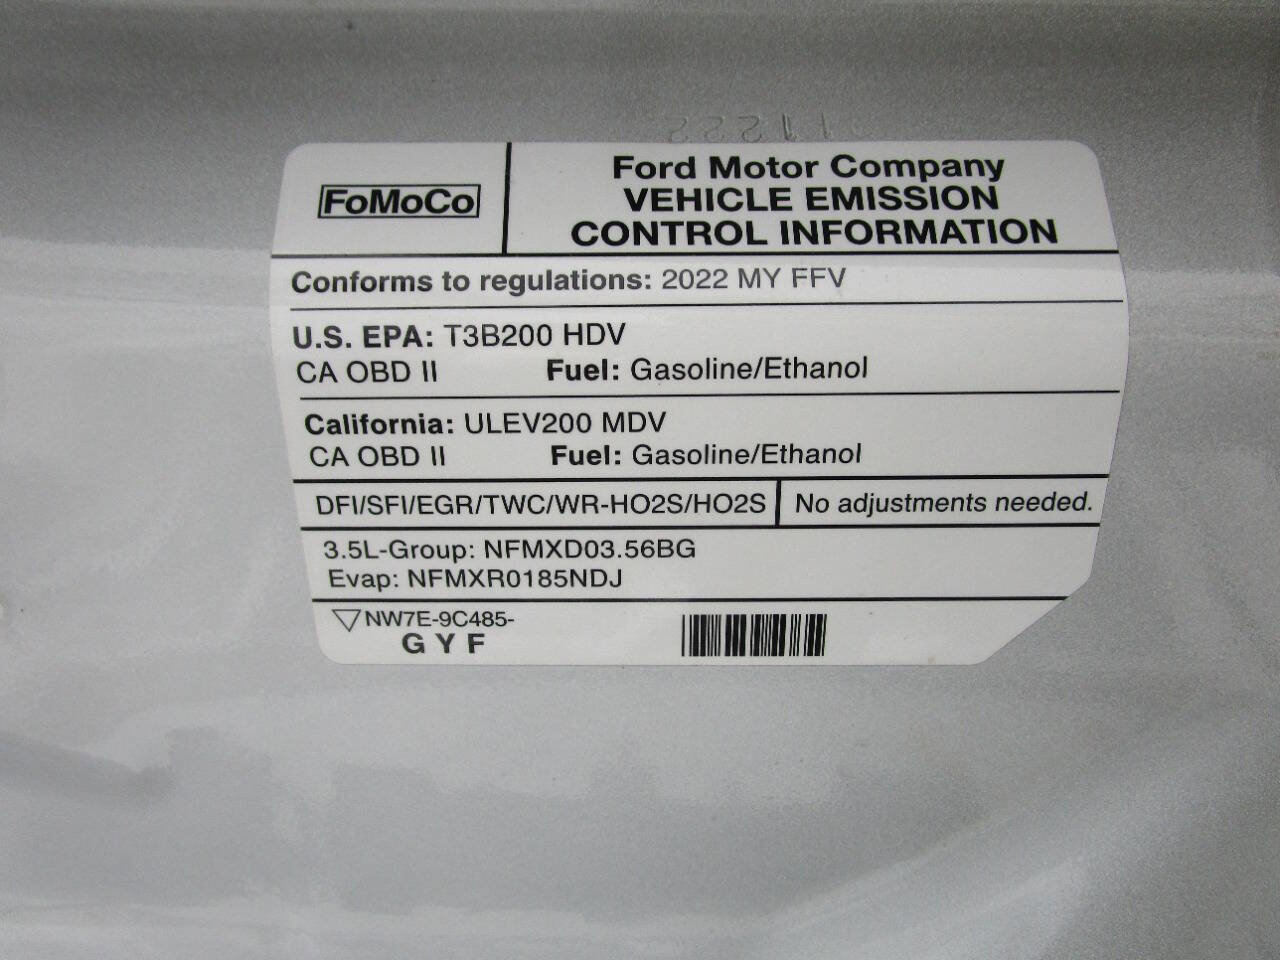 FoMoCo
Ford Motor Company
VEHICLE EMISSION
CONTROL INFORMATION
Conforms to regulations: 2022 MY FFV
U.S. EPA: T3B200 HDV
CA OBD II Fuel: Gasoline/Ethanol
California: ULEV200 MDV
CA OBD II Fuel: Gasoline/Ethanol
DFI/SFI/EGR/TWC/WR-HO2S/HO2S No adjustments needed.
3.5L-Group: NFMXD03.56BG
Evap: NFMXR0185NDJ
NW7E-9C485-
G Y F